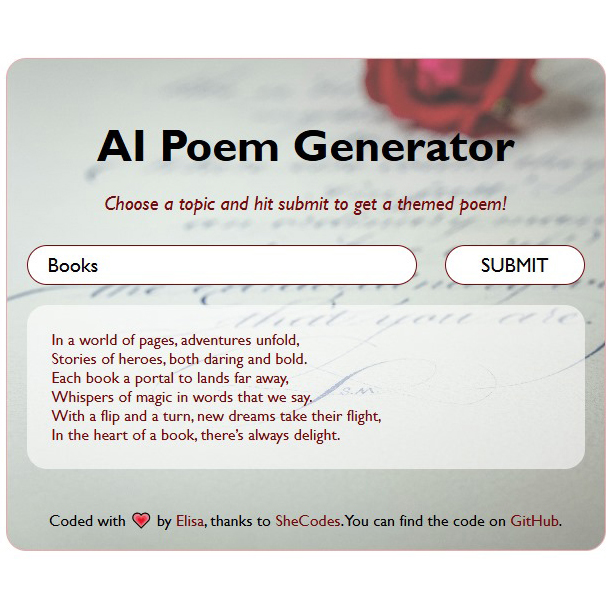 AI Poem Generator
Choose a topic and hit submit to get a themed poem!
Books
SUBMIT
In a world of pages, adventures unfold,
Stories of heroes, both daring and bold.
Each book a portal to lands far away,
Whispers of magic in words that we say.
With a flip and a turn, new dreams take their flight,
In the heart of a book, there's always delight.
Coded with ❤ by Elisa, thanks to SheCodes. You can find the code on GitHub.
that you are.
S.M